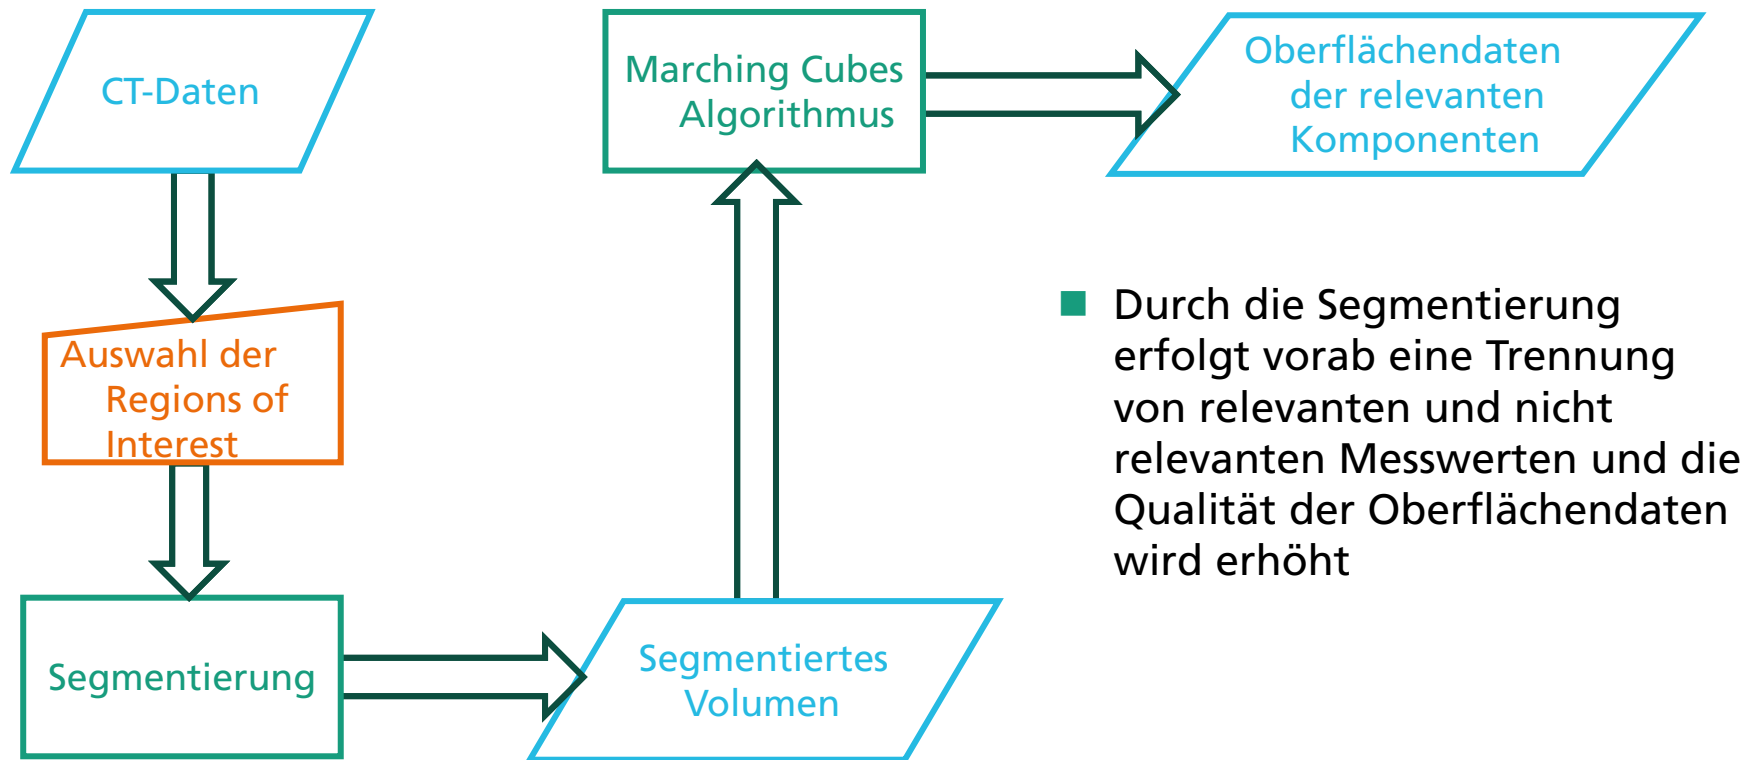 CT-Daten
Auswahl der
Regions of
Interest
Segmentierung
Segmentiertes
Volumen
Marching Cubes
Algorithmus
Oberflächendaten
der relevanten
Komponenten
Durch die Segmentierung
erfolgt vorab eine Trennung
von relevanten und nicht
relevanten Messwerten und die
Qualität der Oberflächendaten
wird erhöht